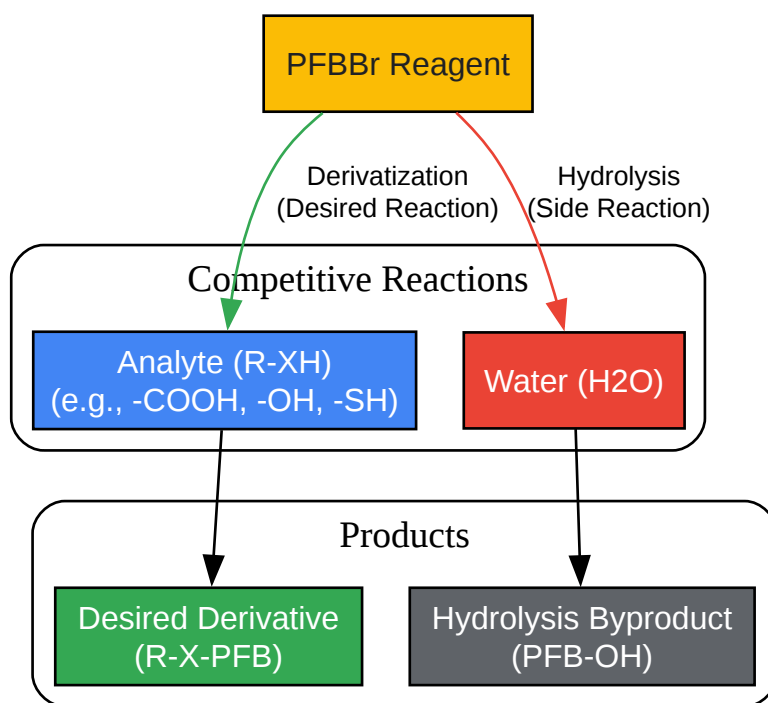 PFBBr Reagent
Derivatization
(Desired Reaction)
Hydrolysis
(Side Reaction)
Competitive Reactions
Analyte (R-XH)
(e.g., -COOH, -OH, -SH)
Water (H2O)
Products
Desired Derivative
(R-X-PFB)
Hydrolysis Byproduct
(PFB-OH)